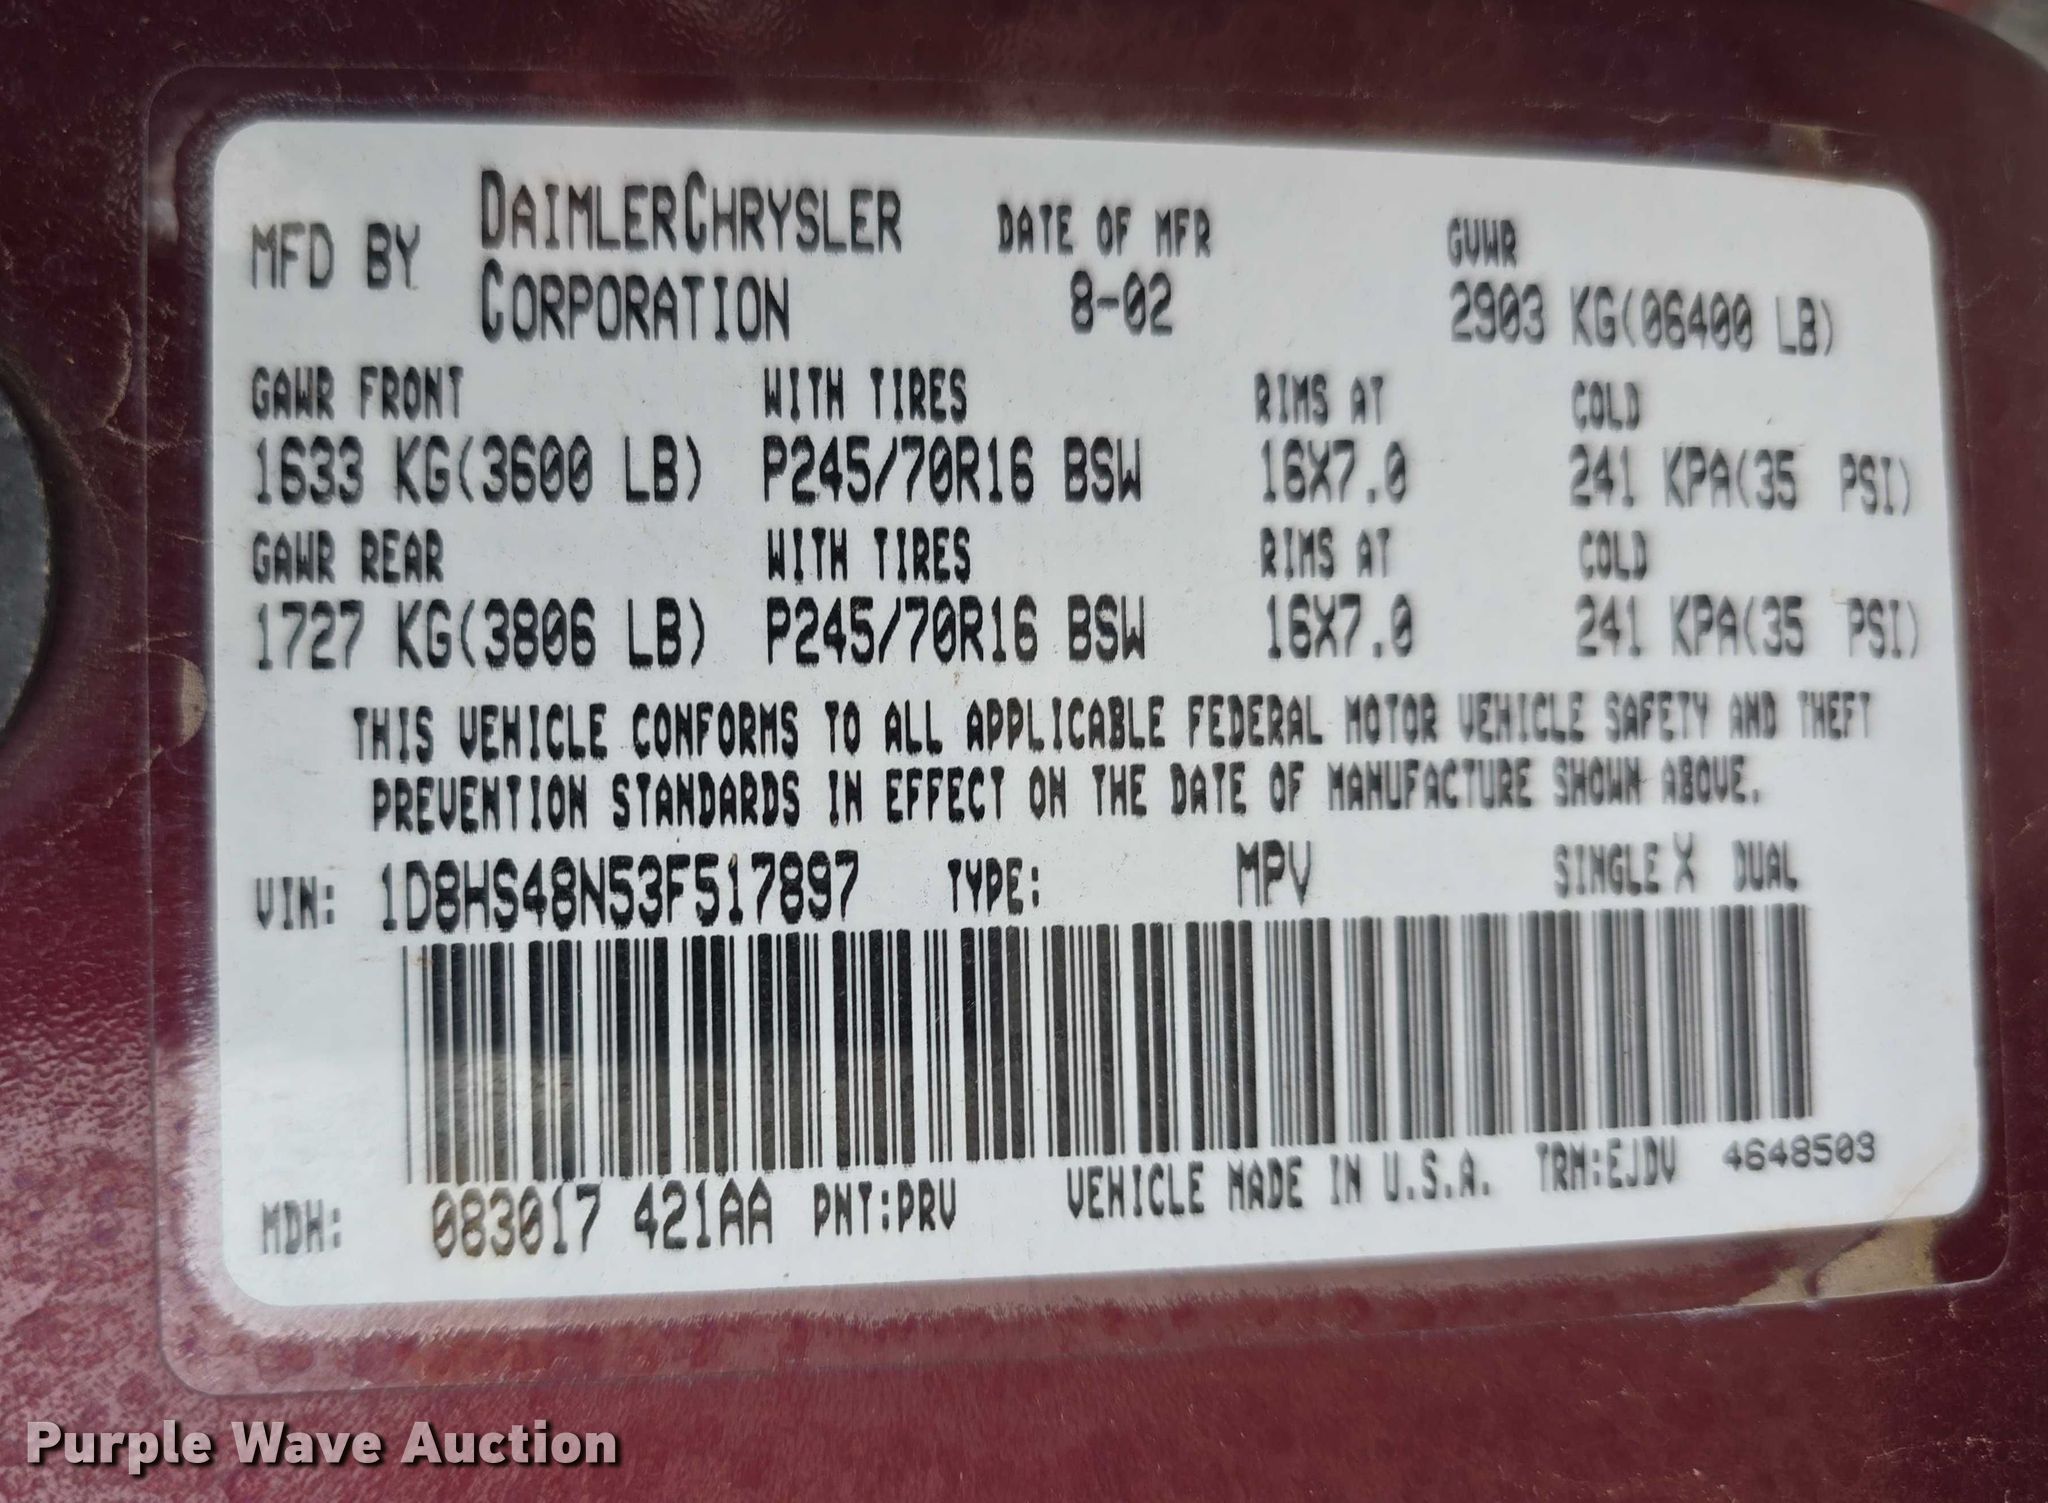 MFD BY DAIMLERCHRYSLER CORPORATION DATE OF MFR 8-02 GVWR 2903 KG(06400 LB)
GAWR FRONT WITH TIRES RIMS AT COLD
1633 KG(3600 LB) P245/70R16 BSW 16X7.0 241 KPA(35 PSI)
GAWR REAR WITH TIRES RIMS AT COLD
1727 KG(3806 LB) P245/70R16 BSW 16X7.0 241 KPA(35 PSI)
THIS VEHICLE CONFORMS TO ALL APPLICABLE FEDERAL MOTOR VEHICLE SAFETY AND THEFT
PREVENTION STANDARDS IN EFFECT ON THE DATE OF MANUFACTURE SHOWN ABOVE.
VIN: 1D8HS48N53F517897 TYPE: MPV SINGLE X DUAL
MDH: 083017 421AA PNT:PRV VEHICLE MADE IN U.S.A. TRM:EJDV 4648503
Purple Wave Auction